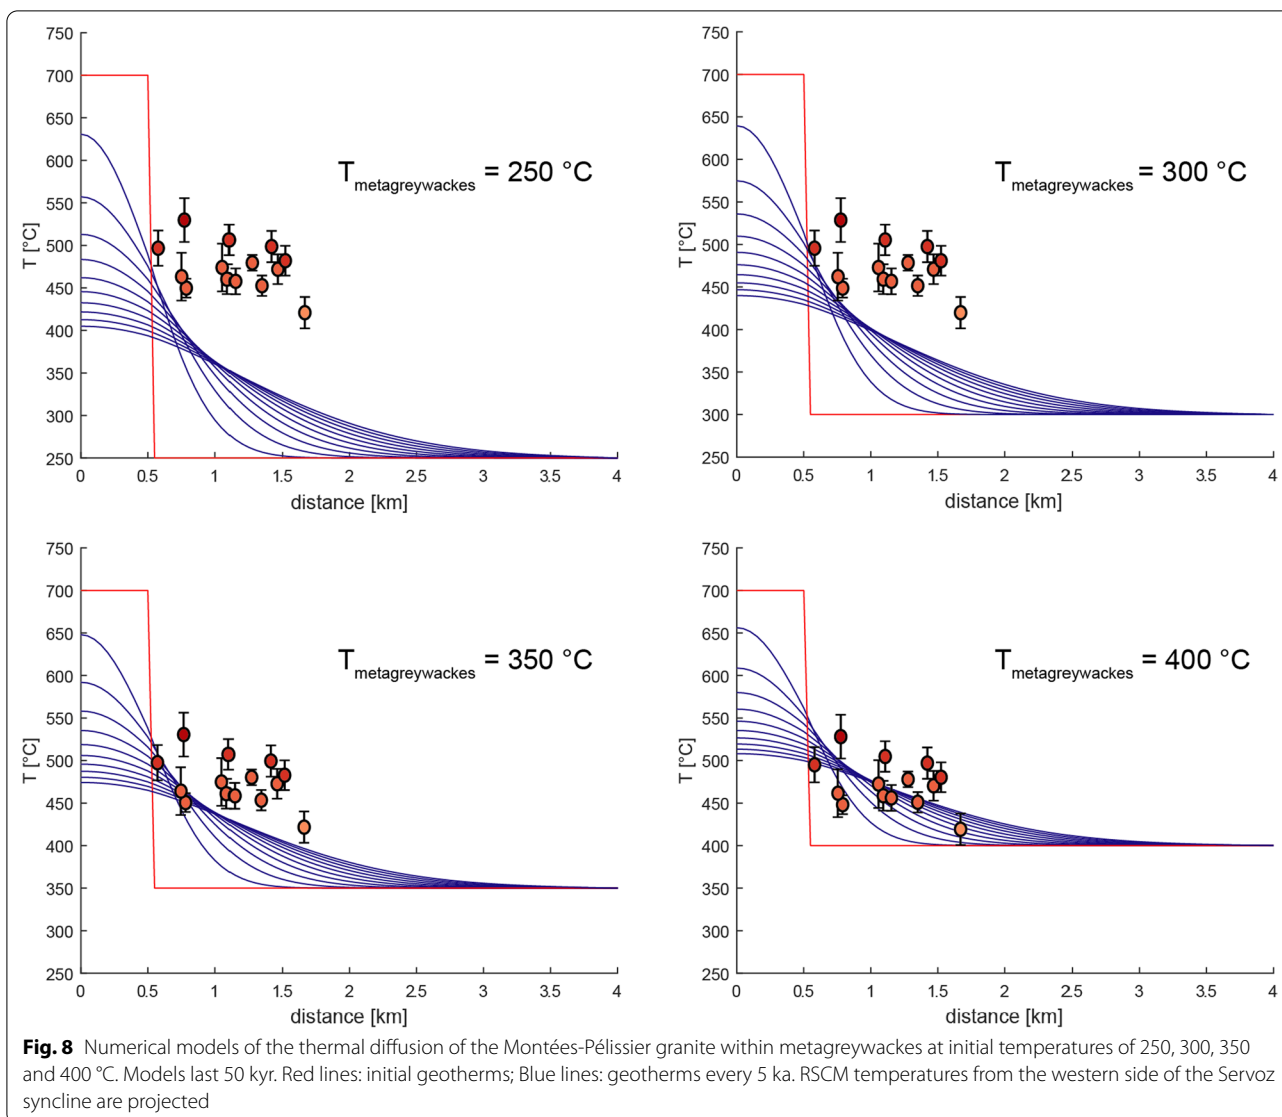 750
700
650
600
550
500
450
400
350
300
250
T [°C]
T metagreywackes = 250 °C
0 0.5 1 1.5 2 2.5 3 3.5 4
distance [km]
750
700
650
600
550
500
450
400
350
300
250
T [°C]
T metagreywackes = 300 °C
0 0.5 1 1.5 2 2.5 3 3.5 4
distance [km]
750
700
650
600
550
500
450
400
350
300
250
T [°C]
T metagreywackes = 350 °C
0 0.5 1 1.5 2 2.5 3 3.5 4
distance [km]
750
700
650
600
550
500
450
400
350
300
250
T [°C]
T metagreywackes = 400 °C
0 0.5 1 1.5 2 2.5 3 3.5 4
distance [km]
Fig. 8 Numerical models of the thermal diffusion of the Montées-Pélissier granite within metagreywackes at initial temperatures of 250, 300, 350
and 400 °C. Models last 50 kyr. Red lines: initial geotherms; Blue lines: geotherms every 5 ka. RSCM temperatures from the western side of the Servoz
syncline are projected